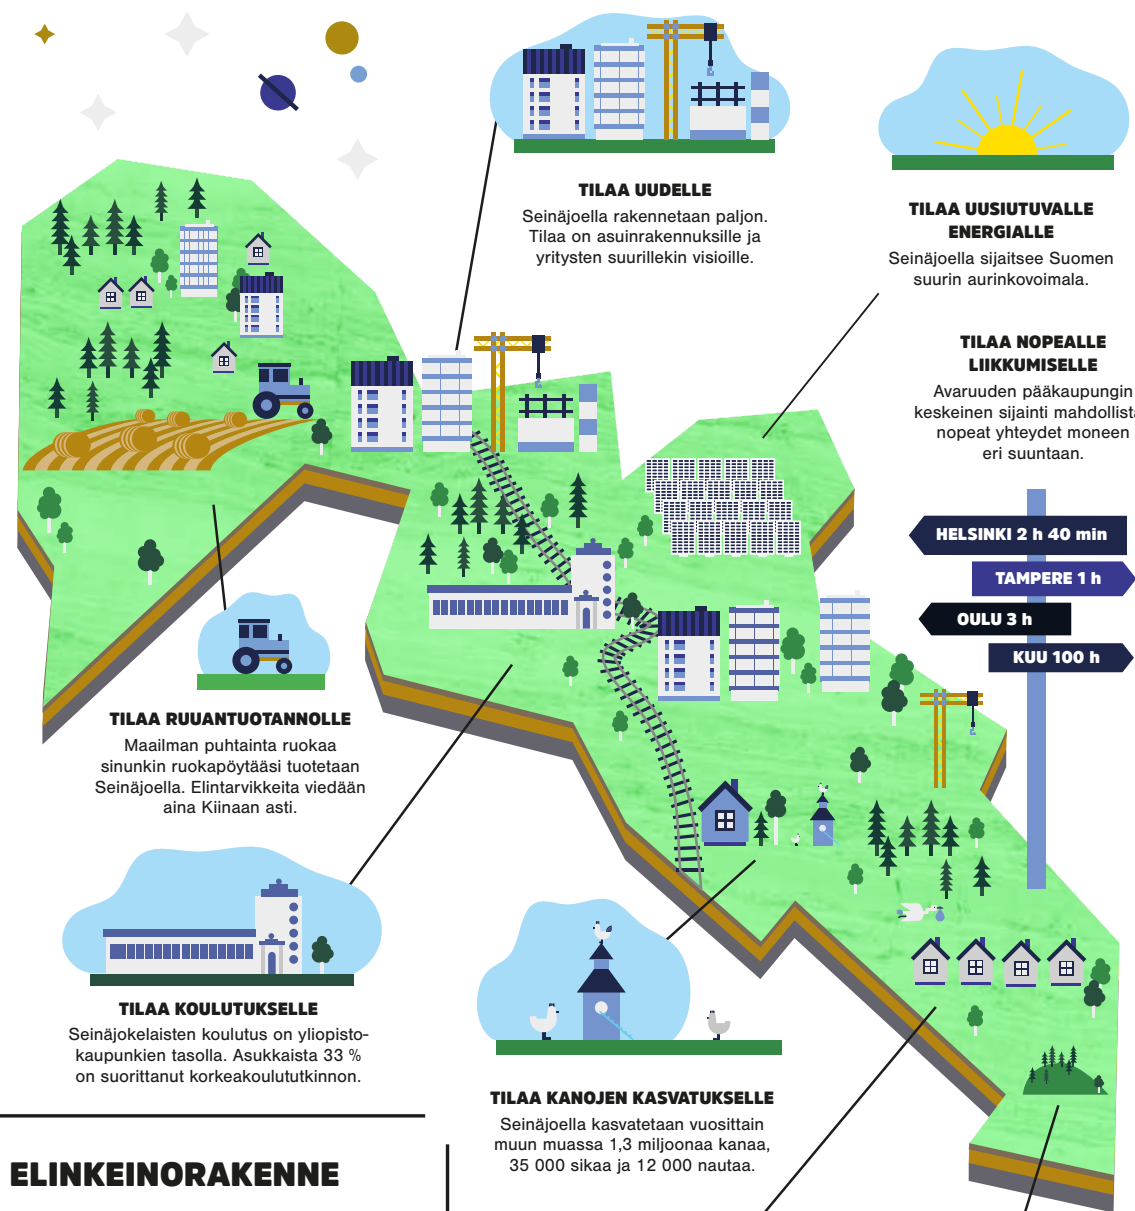 TILAA UUDELLE
Seinäjoella rakennetaan paljon.
Tilaa on asuinrakennuksille ja
yritysten suurillekin visioille.
TILAA UUSIUTUVALLE
ENERGIALLE
Seinäjoella sijaitsee Suomen
suurin aurinkovoimala.
TILAA NOPEALLE
LIIKKUMISELLE
Avaruuden pääkaupungin
keskeinen sijainti mahdollista
nopeat yhteydet moneen
eri suuntaan.
HELSINKI 2 h 40 min
TAMPERE 1 h
OULU 3 h
KUU 100 h
TILAA RUUANTUOTANNOLLE
Maailman puhtainta ruokaa
sinunkin ruokapöytääsi tuotetaan
Seinäjoella. Elintarvikkeita viedään
aina Kiinaan asti.
TILAA KOULUTUKSELLE
Seinäjokelaisten koulutus on yliopisto-
kaupunkien tasolla. Asukkaista 33 %
on suorittanut korkeakoulututkinnon.
TILAA KANOJEN KASVATUKSELLE
Seinäjoella kasvatetaan vuosittain
muun muassa 1,3 miljoonaa kanaa,
35 000 sikaa ja 12 000 nautaa.
ELINKEINORAKENNE